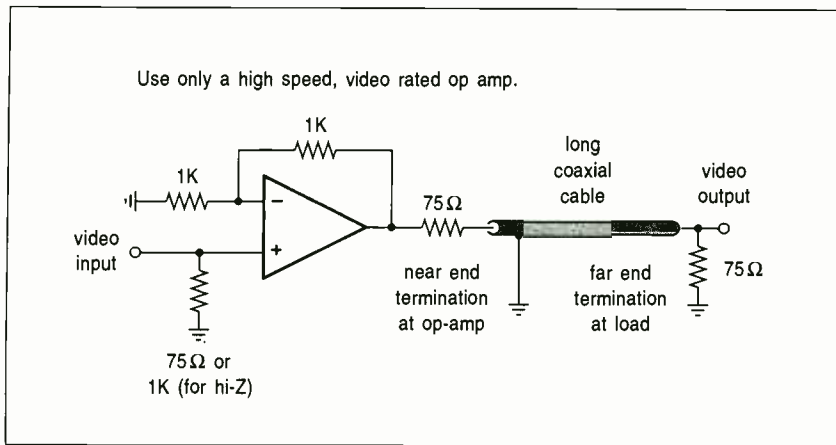 Use only a high speed, video rated op amp.
1K
1K
long
coaxial
cable
video
output
75Ω
−
+
video
input
near end
termination
at op-amp
far end
termination
at load
75Ω
75Ω or
1K (for hi-Z)